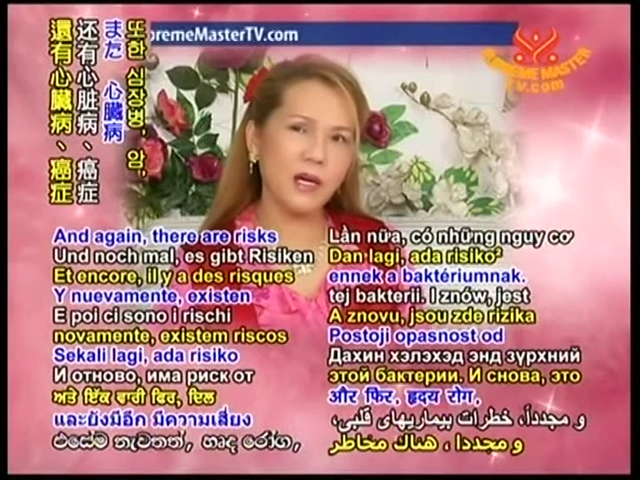 premeMasterTV.com
SUPREME MASTER
TV.com
또한 심장병, 암,
また 心臓病
还有心脏病、癌症
還有心臟病、癌症
And again, there are risks
Und noch mal, es gibt Risiken
Et encore, il y a des risques
Y nuevamente, existen
E poi ci sono i rischi
novamente, existem riscos
Sekali lagi, ada risiko
И отново, има риск от
ਅਤੇ ਇੱਕ ਵਾਰੀ ਫਿਰ, ਦਿਲ
และยังมีอีก มีความเสี่ยง
එසේම නැවතත්, හෘද රෝග,
Lần nữa, có những nguy cơ
Dan lagi, ada risiko²
ennek a baktériumnak.
tej bakterii. I znów, jest
A znovu, jsou zde rizika
Postoji opasnost od
Дахин хэлэхэд энд зүрхний
этой бактерии. И снова, это
और फिर, हृदय रोग,
و مجدداً، خطرات بیماریهای قلبی،
و مجددا ، هناك مخاطر